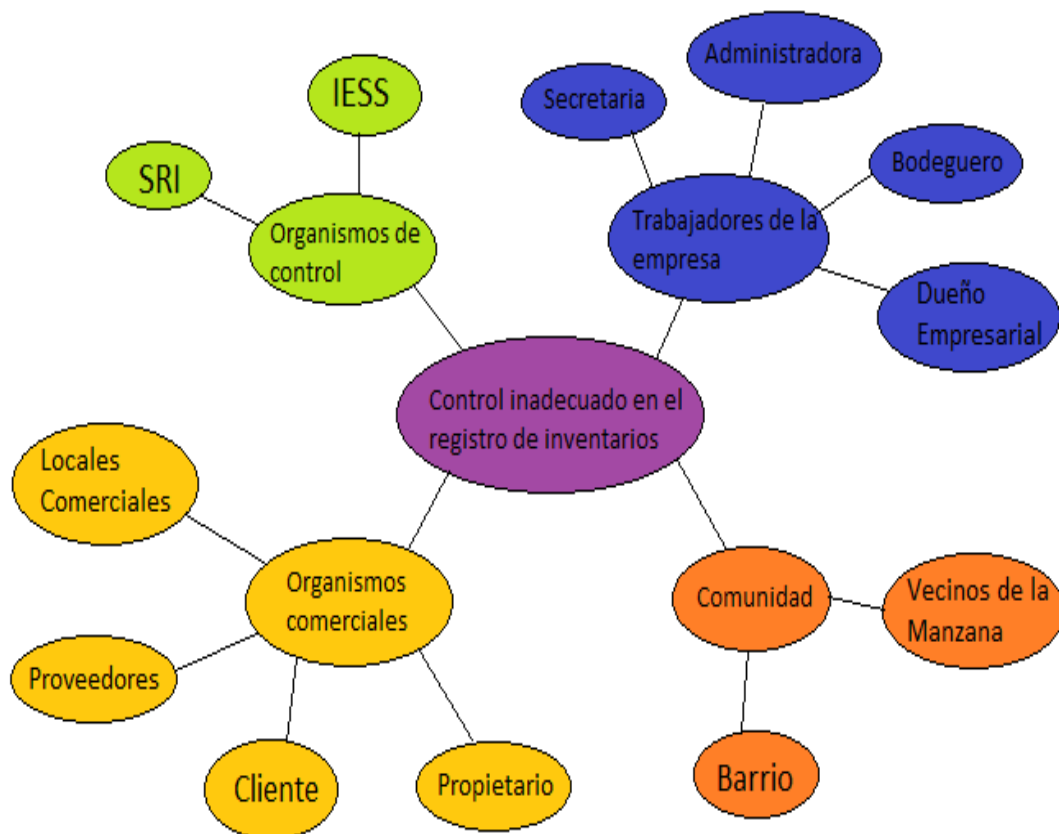 Administradora
IESS
Secretaria
Bodeguero
SRI
Organismos de
control
Trabajadores de la
empresa
Dueño
Empresarial
Control inadecuado en el
registro de inventarios
Locales
Comerciales
Organismos
comerciales
Comunidad
Vecinos de la
Manzana
Proveedores
Cliente
Propietario
Barrio